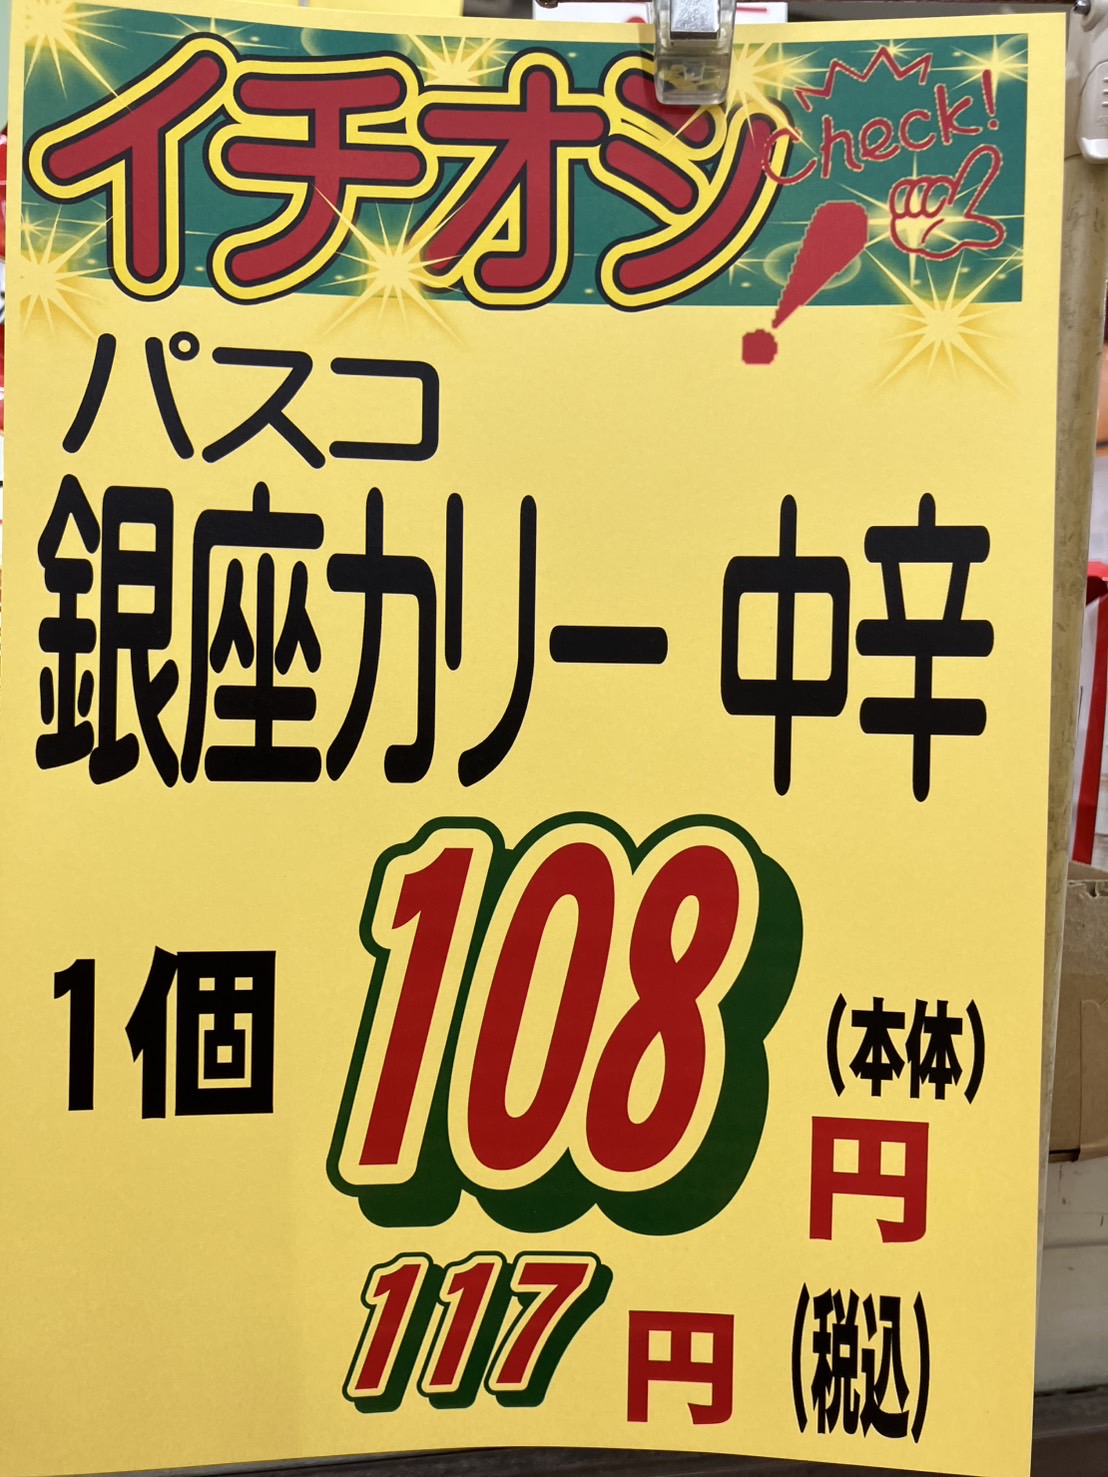 イチオシ!
Check!
パスコ
銀座カリー 中辛
1個 108円 (本体)
117円 (税込)